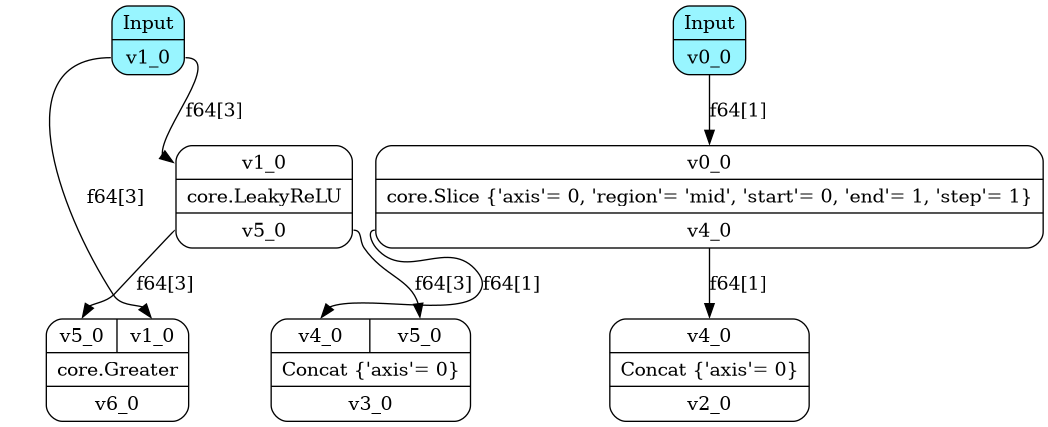 Input
v1_0
Input
v0_0
f64[3]
f64[1]
v1_0
core.LeakyReLU
v5_0
v0_0
core.Slice {'axis'= 0, 'region'= 'mid', 'start'= 0, 'end'= 1, 'step'= 1}
v4_0
f64[3]
f64[3]
f64[3]
f64[1]
f64[1]
v5_0 v1_0
core.Greater
v6_0
v4_0 v5_0
Concat {'axis'= 0}
v3_0
v4_0
Concat {'axis'= 0}
v2_0